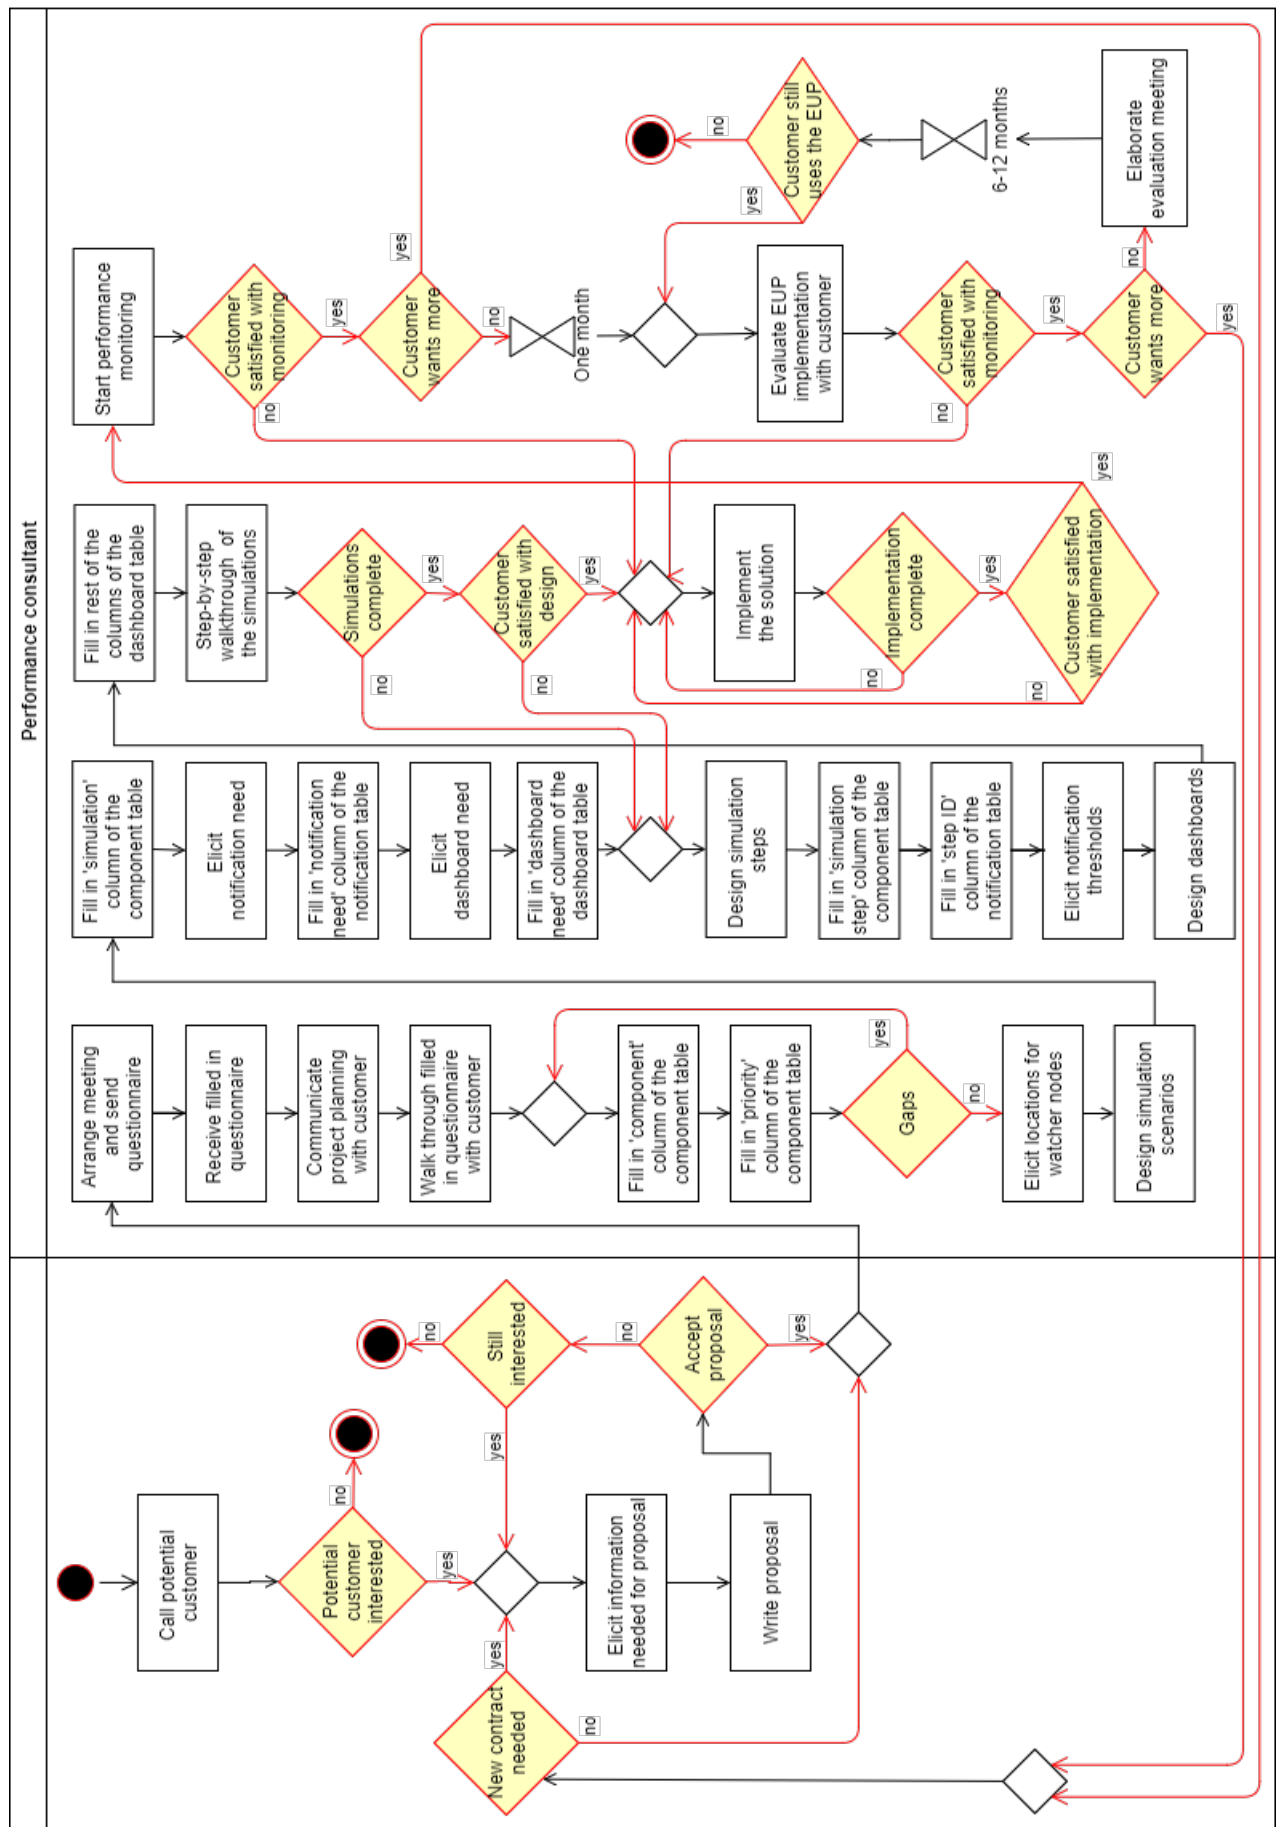 Performance consultant
Call potential
customer
Potential
customer
interested
no
yes
New contract
needed
yes
no
Elicit information
needed for proposal
Write proposal
Accept
proposal
no
yes
Still
interested
no
yes
Arrange meeting
and send
questionnaire
Receive filled in
questionnaire
Communicate
project planning
with customer
Walk through filled
in questionnaire
with customer
Fill in 'component'
column of the
component table
Fill in 'priority'
column of the
component table
Gaps
yes
no
Elicit locations for
watcher nodes
Design simulation
scenarios
Fill in 'simulation'
column of the
component table
Elicit
notification need
Fill in 'notification
need' column of the
notification table
Elicit
dashboard need
Fill in 'dashboard
need' column of the
dashboard table
Design simulation
steps
Fill in 'simulation
step' column of the
component table
Fill in 'step ID'
column of the
notification table
Elicit notification
thresholds
Design dashboards
Fill in rest of the
columns of the
dashboard table
Step-by-step
walkthrough of
the simulations
Simulations
complete
no
yes
Customer
satisfied with
design
no
yes
Implement
the solution
Implementation
complete
no
yes
Customer satisfied
with implementation
no
yes
Start performance
monitoring
Customer
satisfied with
monitoring
no
yes
Customer
wants more
yes
no
One month
Evaluate EUP
implementation
with customer
Customer
satisfied with
monitoring
no
yes
Customer
wants more
no
yes
Elaborate
evaluation meeting
6-12 months
Customer still
uses the EUP
no
yes